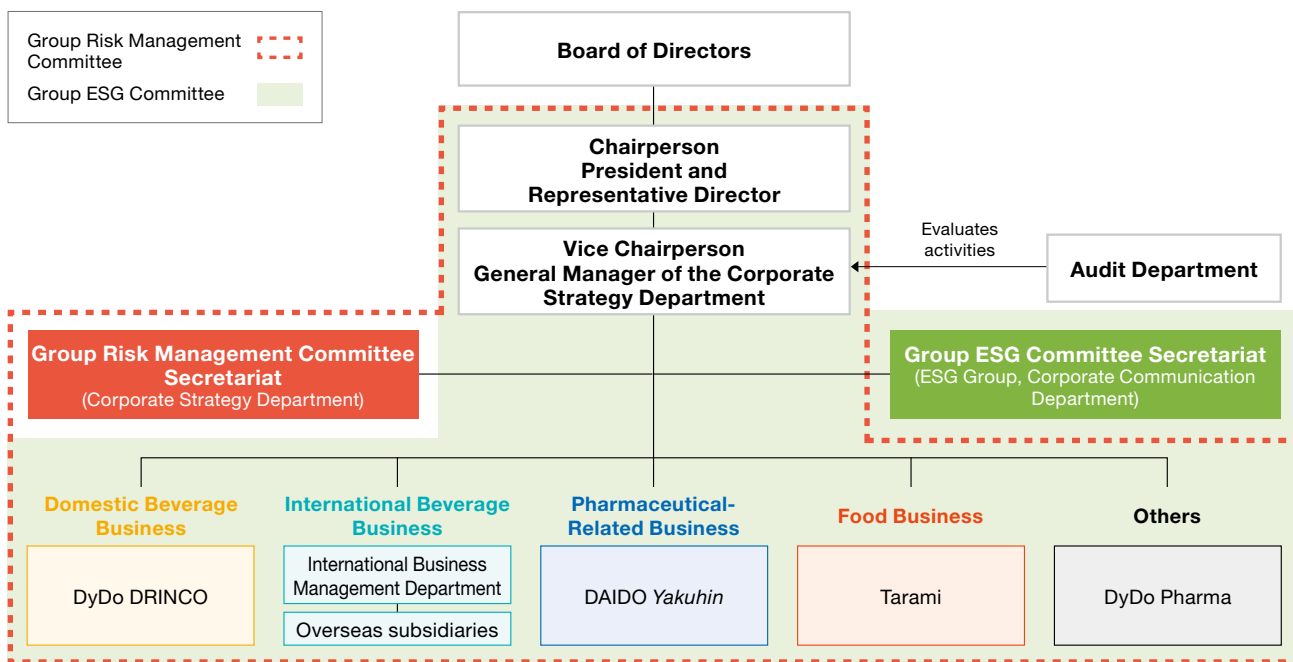 Group Risk Management
Committee
Group ESG Committee
Board of Directors
Chairperson
President and
Representative Director
Vice Chairperson
General Manager of the Corporate
Strategy Department
Evaluates
activities
Audit Department
Group Risk Management Committee
Secretariat
(Corporate Strategy Department)
Group ESG Committee Secretariat
(ESG Group, Corporate Communication
Department)
Domestic Beverage
Business
DyDo DRINCO
International Beverage
Business
International Business
Management Department
Overseas subsidiaries
Pharmaceutical-
Related Business
DAIDO Yakuhin
Food Business
Tarami
Others
DyDo Pharma